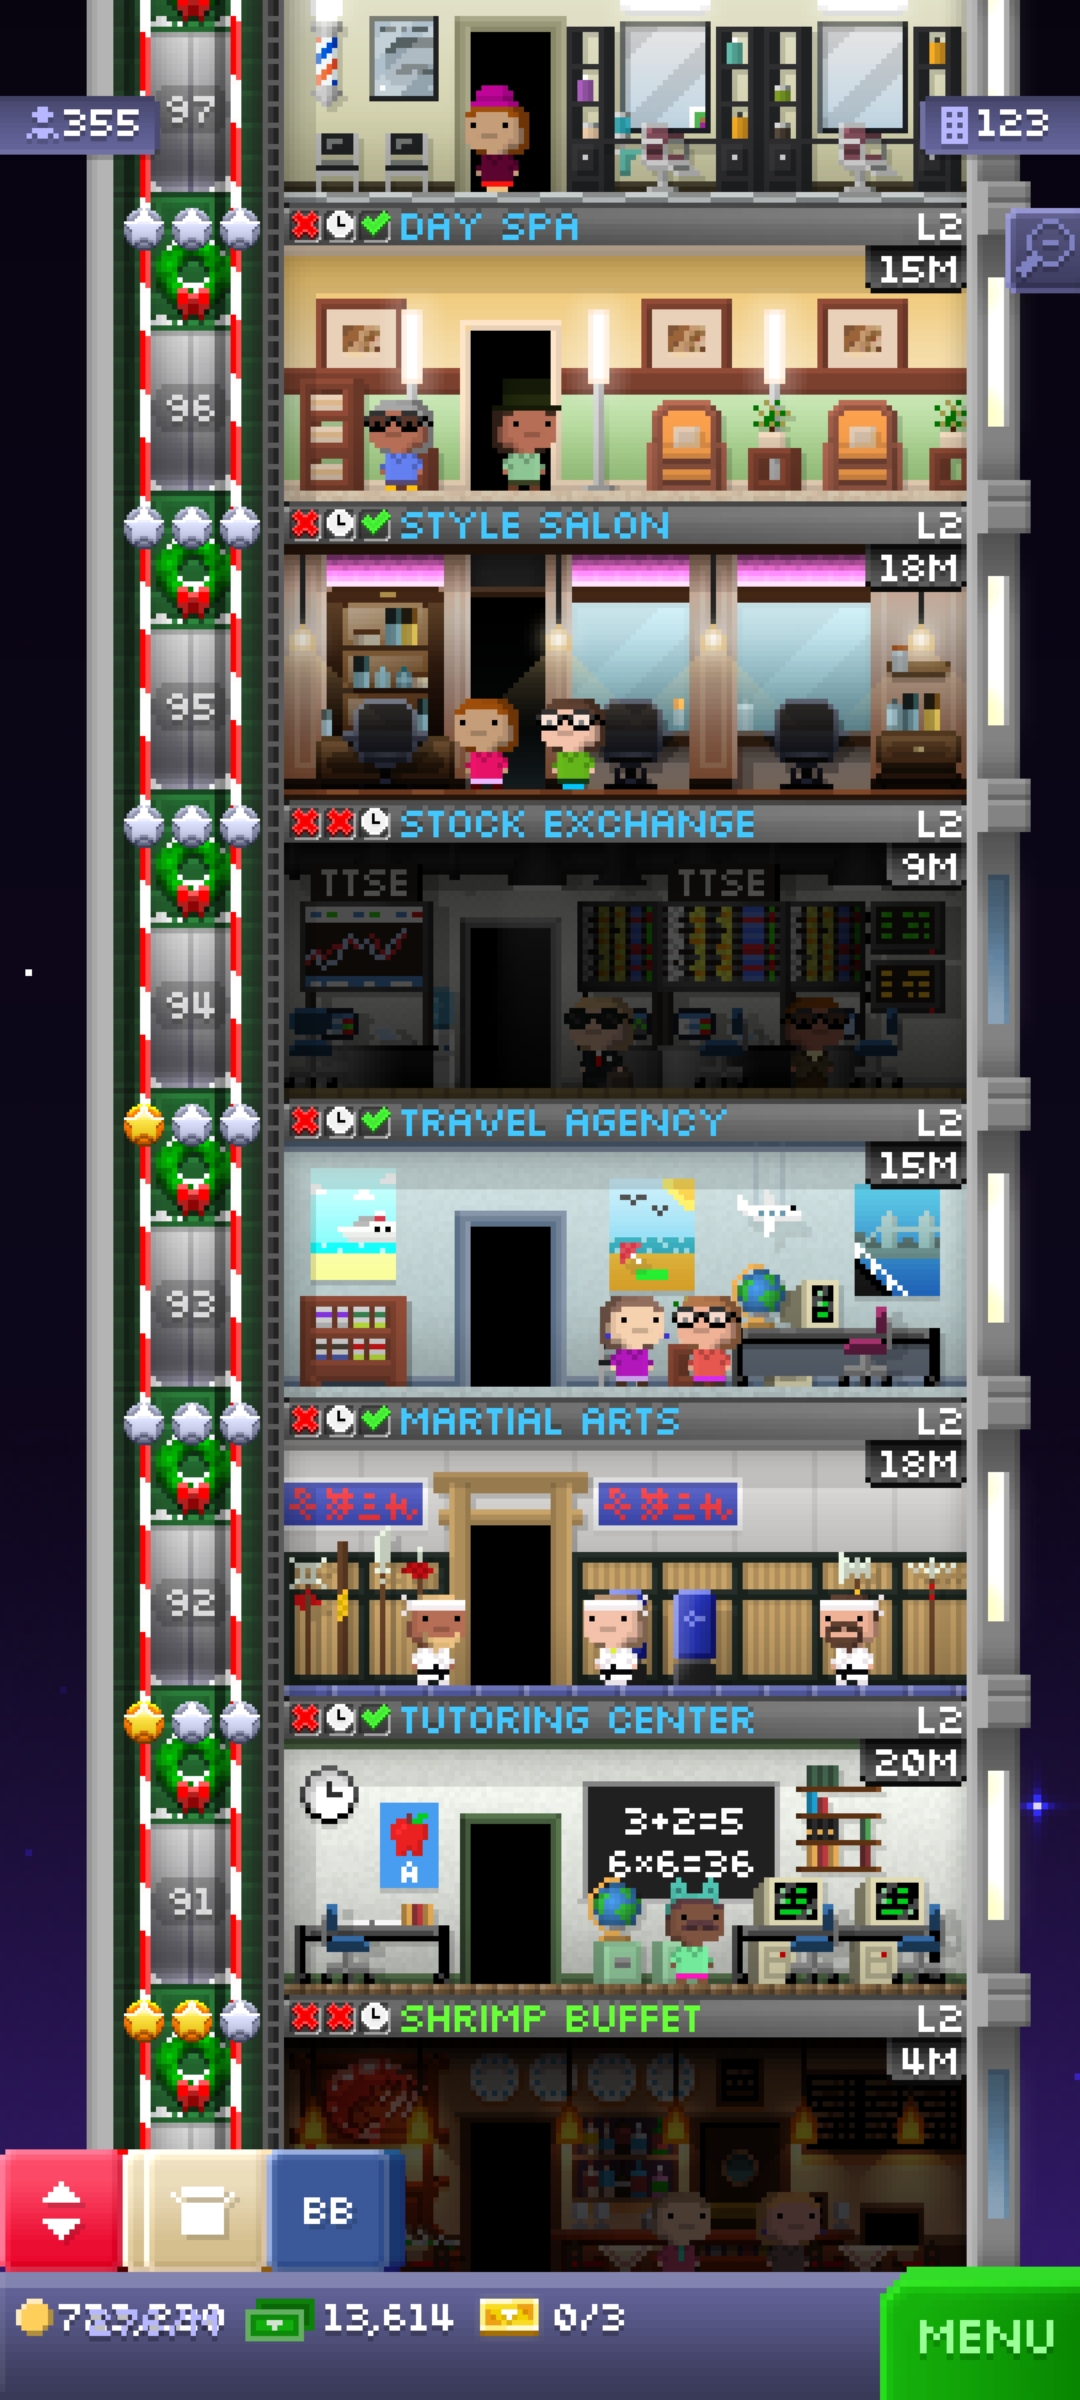 97
355
123
DAY SPA L2
15M
96
STYLE SALON L2
18M
95
STOCK EXCHANGE L2
9M
TTSE TTSE
94
TRAVEL AGENCY L2
15M
93
MARTIAL ARTS L2
18M
92
TUTORING CENTER L2
20M
3+2=5
6×6=36
A
91
SHRIMP BUFFET L2
4M
BB
13,614
0/3
MENU